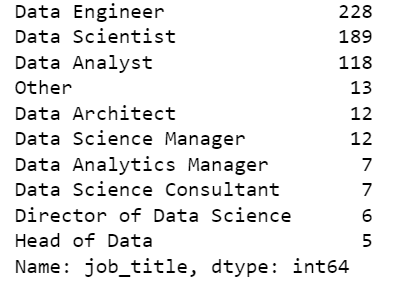 Data Engineer 228
Data Scientist 189
Data Analyst 118
Other 13
Data Architect 12
Data Science Manager 12
Data Analytics Manager 7
Data Science Consultant 7
Director of Data Science 6
Head of Data 5
Name: job_title, dtype: int64